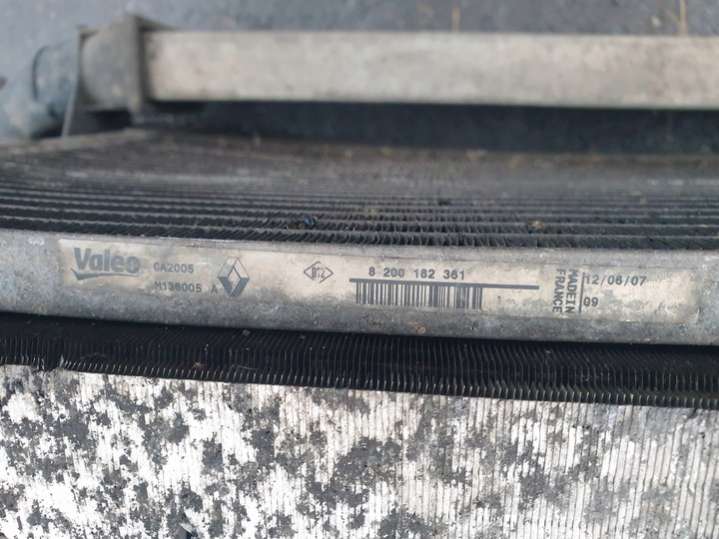 Valeo
CA2005
M136005 A
8 200 182 361
MADE IN
FRANCE
12/06/07
09